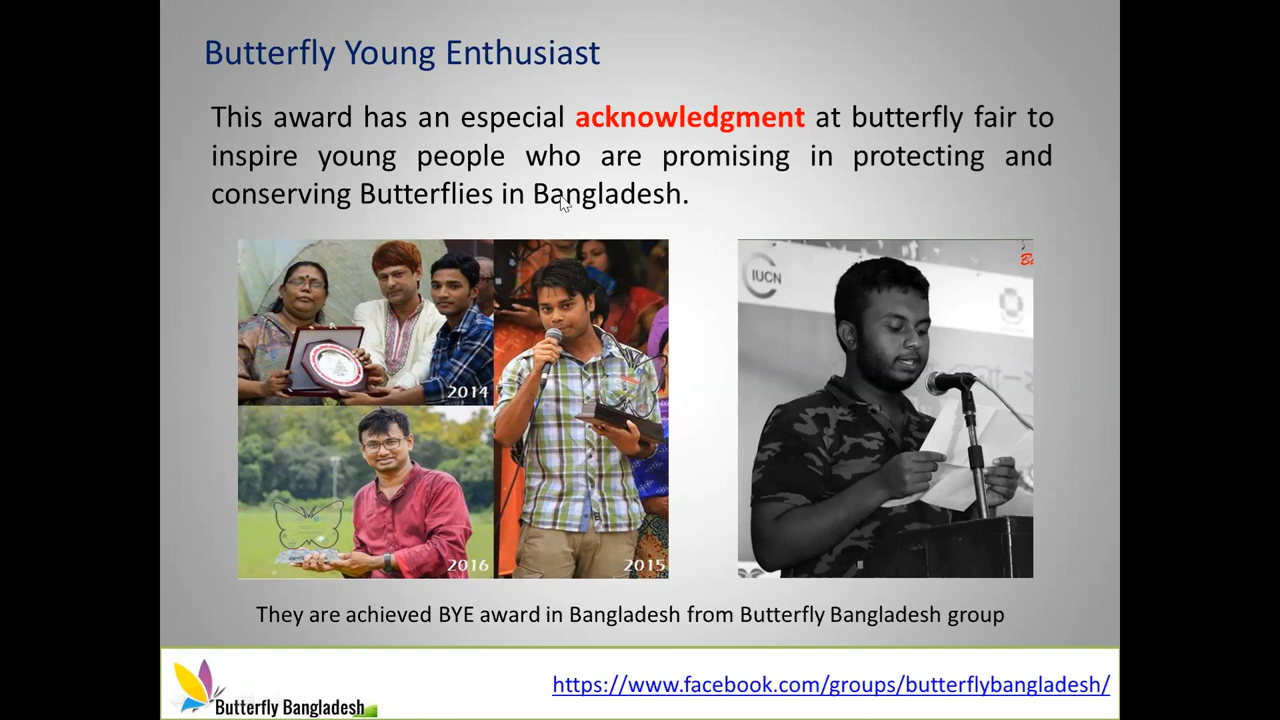 Butterfly Young Enthusiast
This award has an especial acknowledgment at butterfly fair to
inspire young people who are promising in protecting and
conserving Butterflies in Bangladesh.
IUCN
2014
2016
2015
They are achieved BYE award in Bangladesh from Butterfly Bangladesh group
Butterfly Bangladesh
https://www.facebook.com/groups/butterflybangladesh/